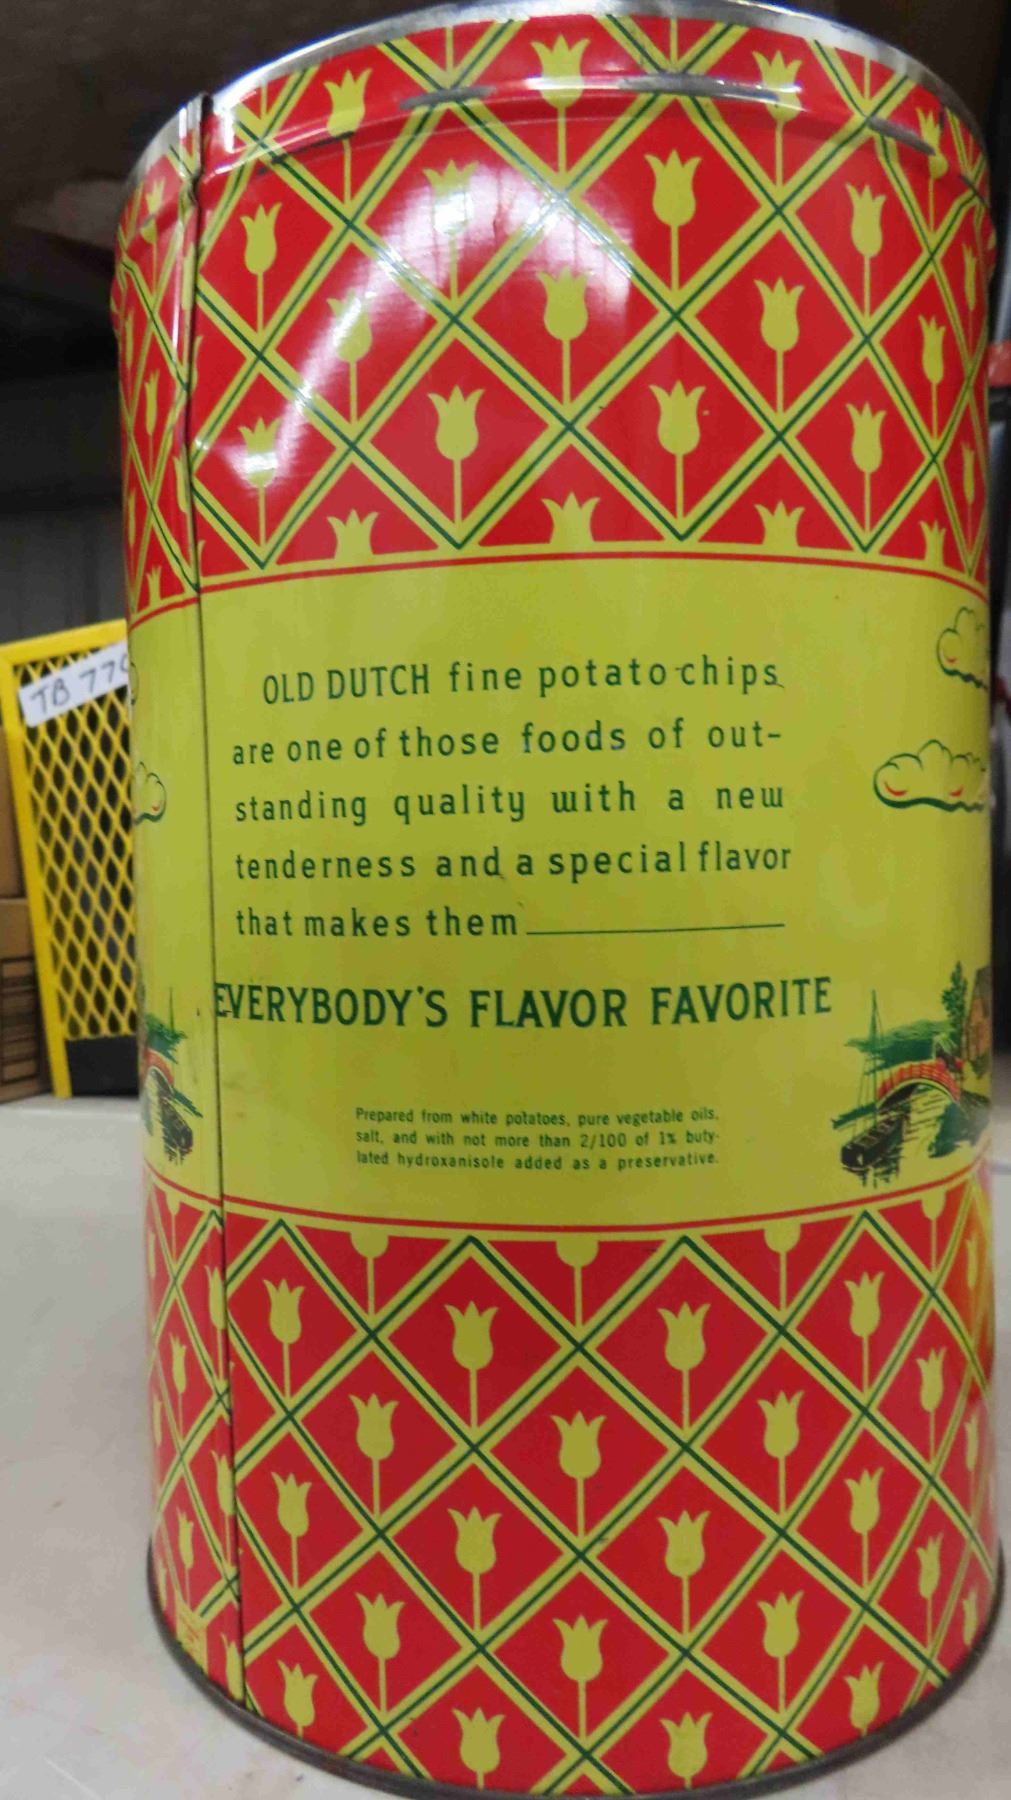 OLD DUTCH fine potato chips
are one of those foods of out-
standing quality with a new
tenderness and a special flavor
that makes them
EVERYBODY'S FLAVOR FAVORITE
Prepared from white potatoes, pure vegetable oils,
salt, and with not more than 2/100 of 1% buty-
lated hydroxanisole added as a preservative.
TB 77